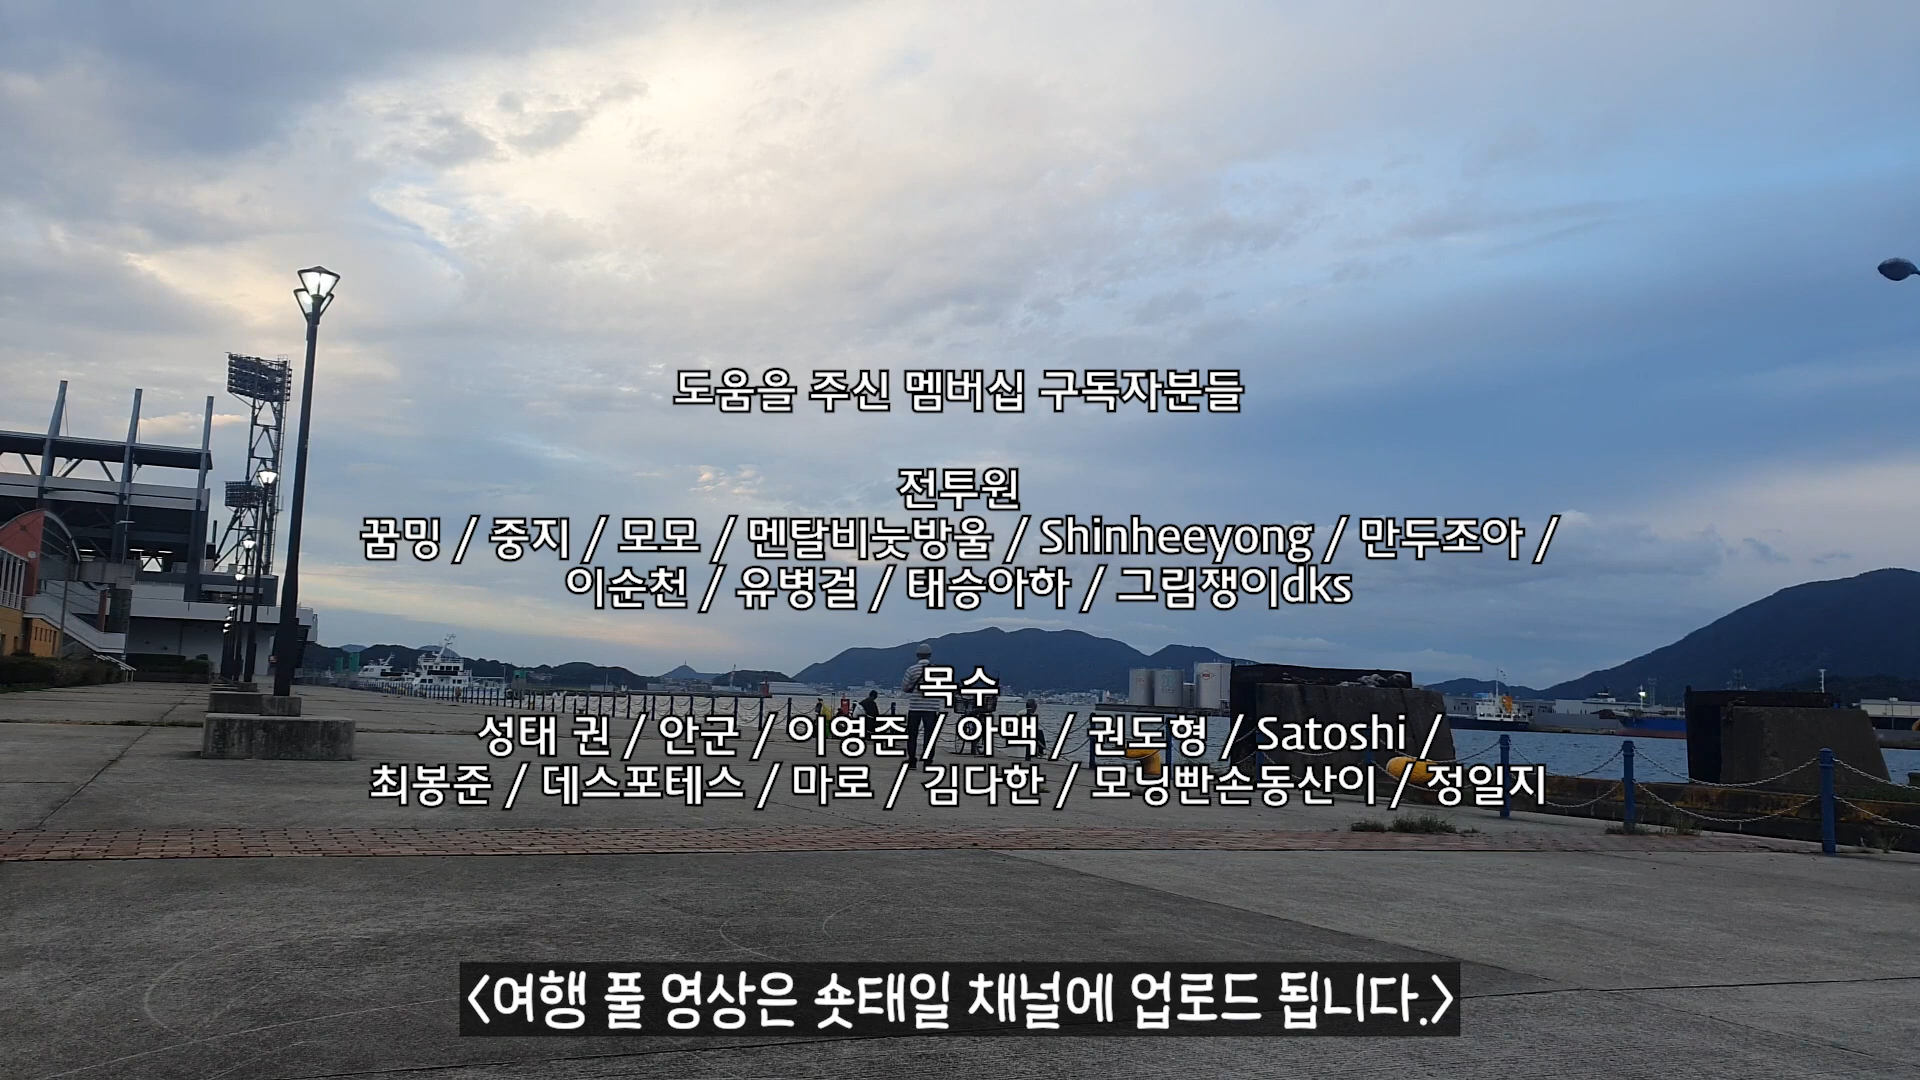 도움을 주신 멤버십 구독자분들
전투원
꿈밍 / 중지 / 모모 / 멘탈비눗방울 / Shinheeyong / 만두조아 /
이순천 / 유병걸 / 태승아하 / 그림쟁이dks
목수
성태 권 / 안군 / 이영준 / 아맥 / 권도형 / Satoshi /
최봉준 / 데스포테스 / 마로 / 김다한 / 모닝빤손동산이 / 정일지
<여행 풀 영상은 숏태일 채널에 업로드 됩니다.>